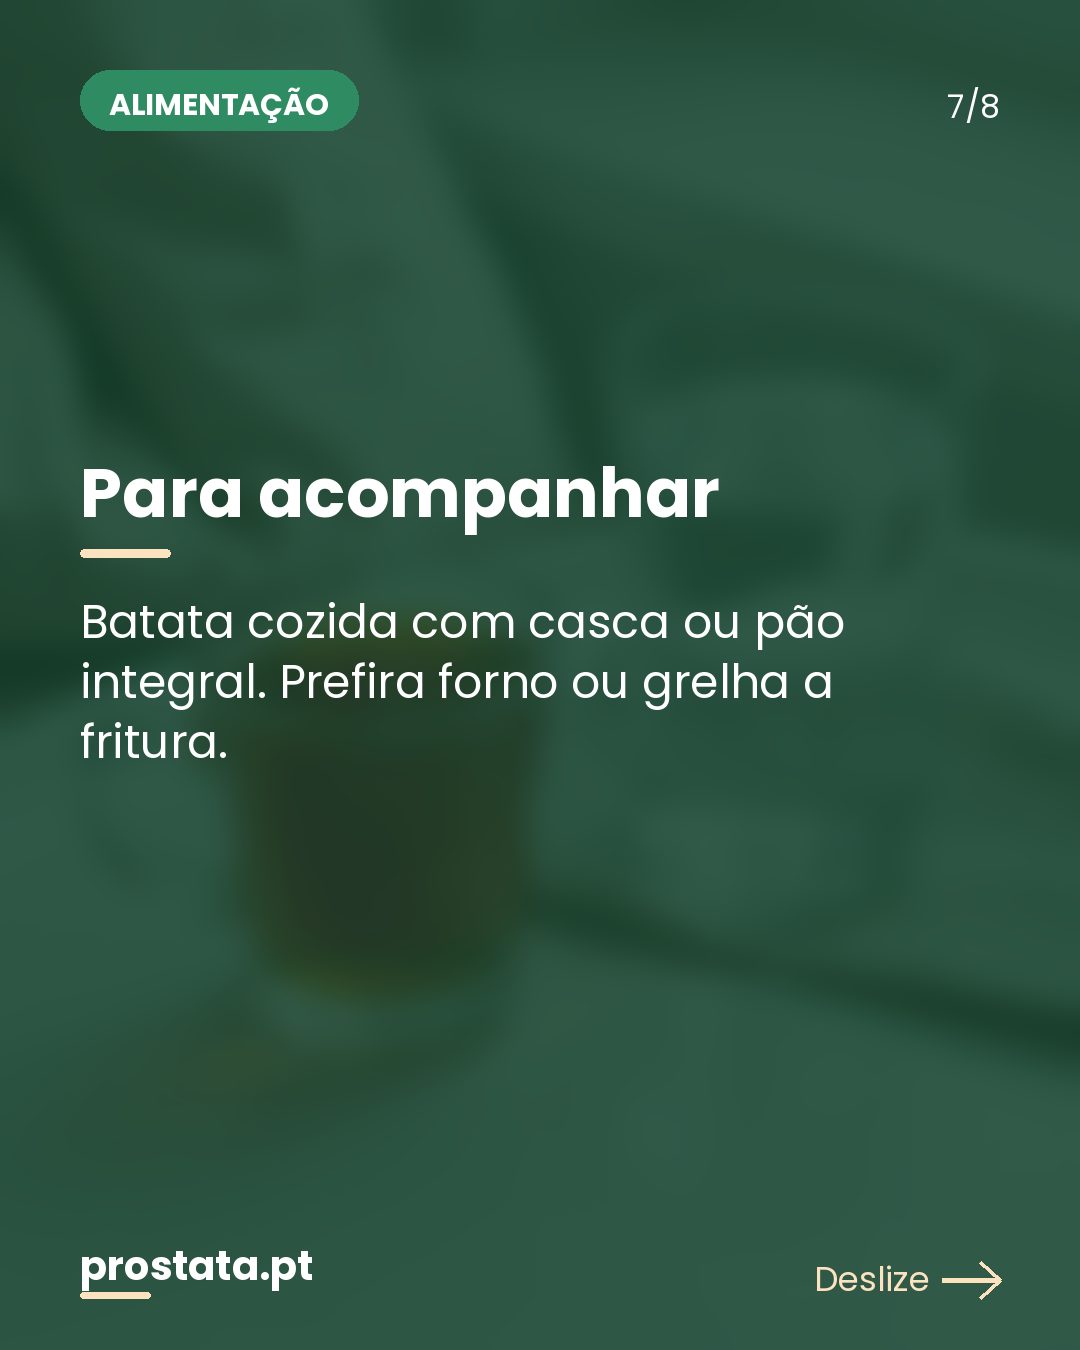 ALIMENTAÇÃO
7/8
Para acompanhar
Batata cozida com casca ou pão
integral. Prefira forno ou grelha a
fritura.
prostata.pt
Deslize